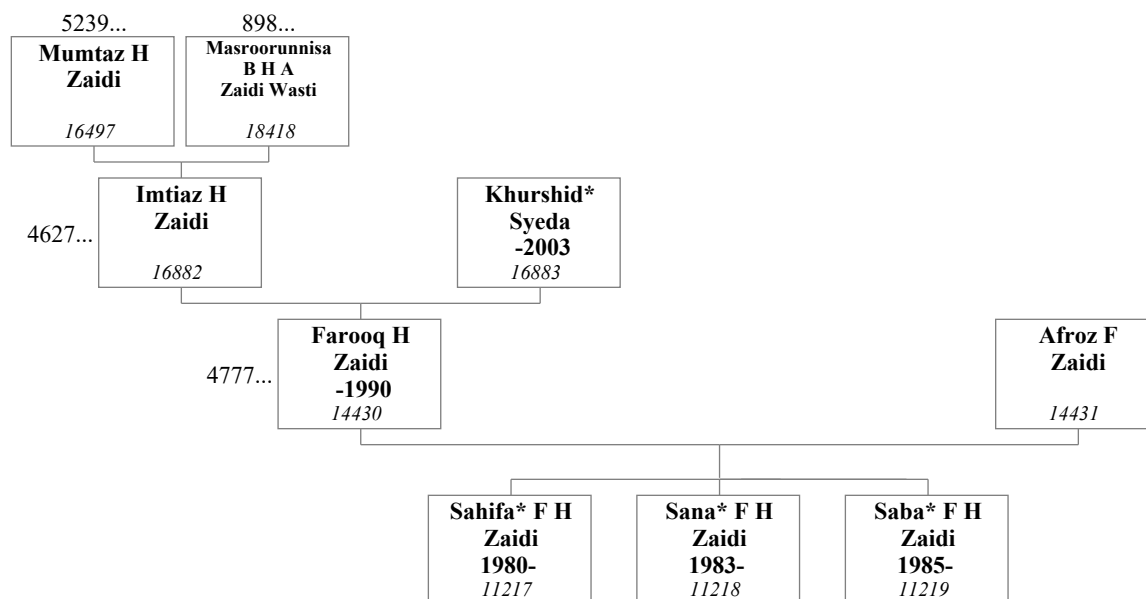 5239...
898...
Mumtaz H
Zaidi
16497
Masroorunnisa
B H A
Zaidi Wasti
18418
4627...
Imtiaz H
Zaidi
16882
Khurshid*
Syeda
-2003
16883
4777...
Farooq H
Zaidi
-1990
14430
Afroz F
Zaidi
14431
Sahifa* F H
Zaidi
1980-
11217
Sana* F H
Zaidi
1983-
11218
Saba* F H
Zaidi
1985-
11219